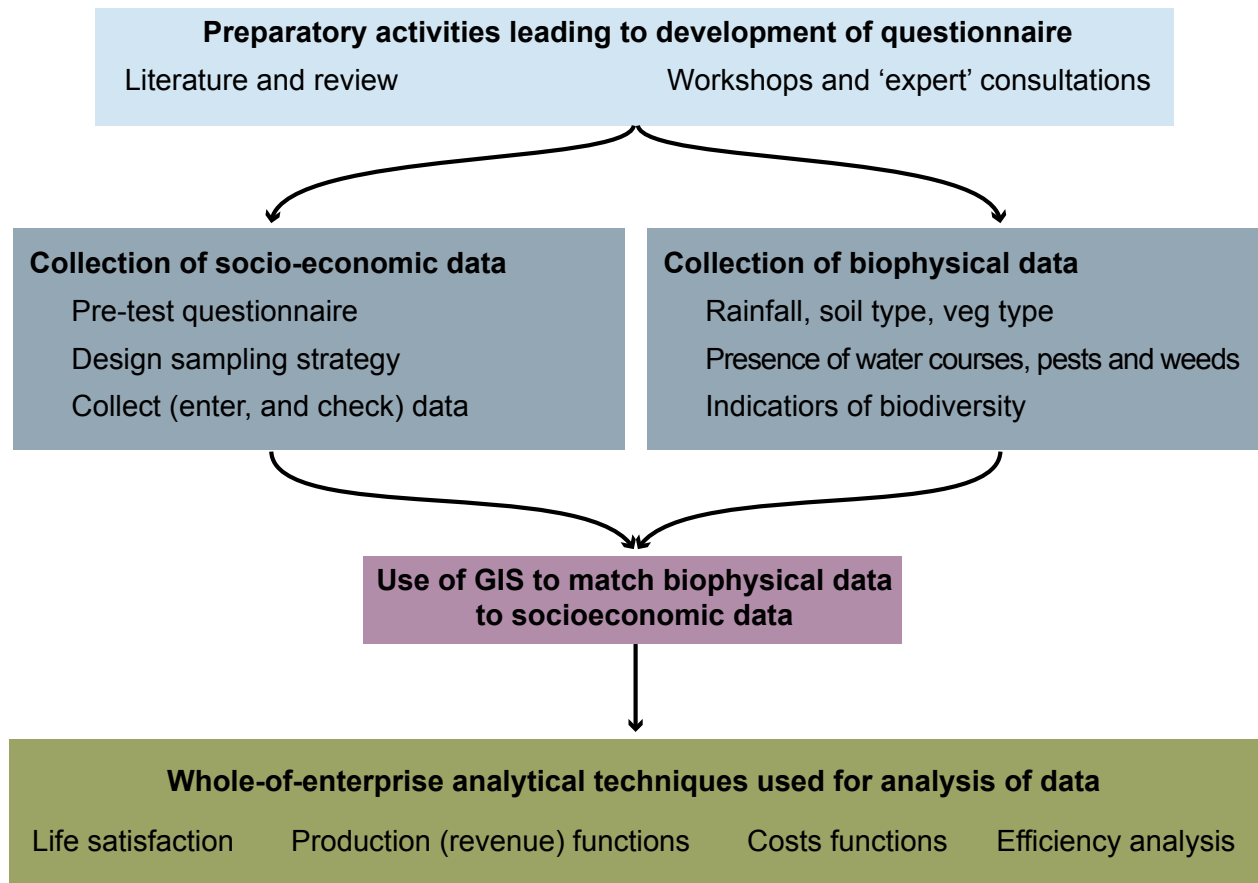 Preparatory activities leading to development of questionnaire
Literature and review
Workshops and ‘expert’ consultations
Collection of socio-economic data
Pre-test questionnaire
Design sampling strategy
Collect (enter, and check) data
Collection of biophysical data
Rainfall, soil type, veg type
Presence of water courses, pests and weeds
Indicatiors of biodiversity
Use of GIS to match biophysical data
to socioeconomic data
Whole-of-enterprise analytical techniques used for analysis of data
Life satisfaction
Production (revenue) functions
Costs functions
Efficiency analysis